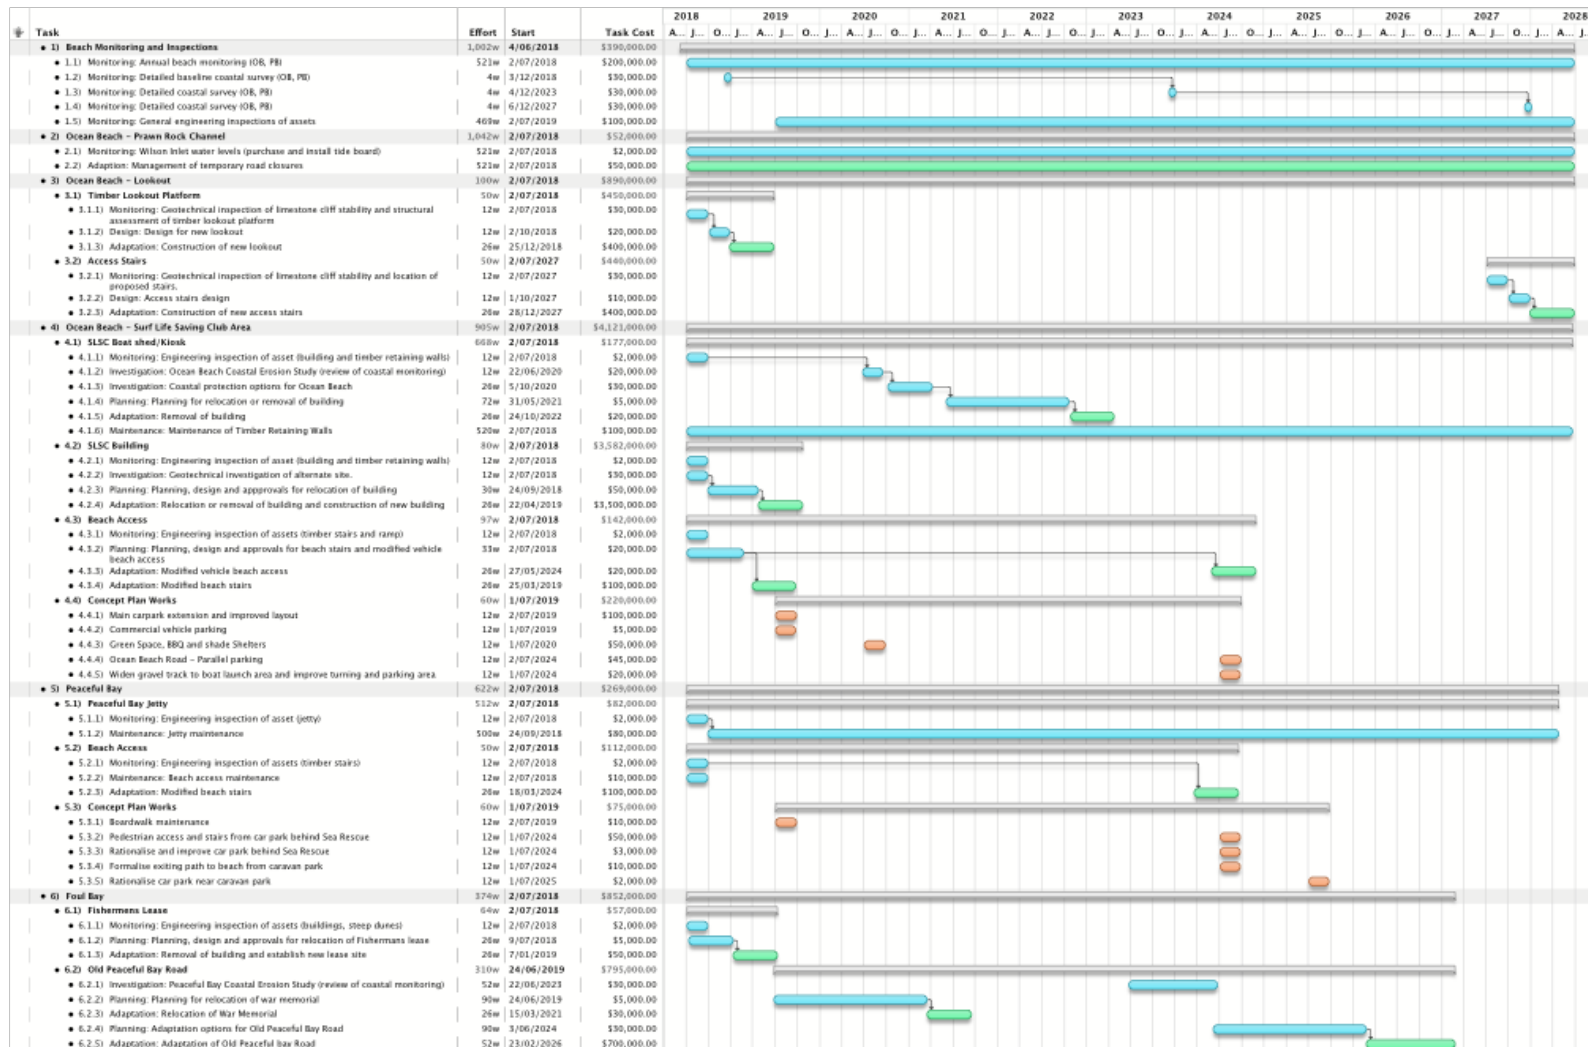 2018 2019 2020 2021 2022 2023 2024 2025 2026 2027 2028
Task Effort Start Task Cost A... J... O... J... A... J... O... J... A... J... O... J... A... J... O... J... A... J... O... J... A... J... O... J... A... J... O... J... A... J... O... J... A... J... O... J... A... J... O... J... A... J...
1) Beach Monitoring and Inspections 1,002w 4/06/2018 $390,000.00
1.1) Monitoring: Annual beach monitoring (OB, PB) 521w 2/07/2018 $200,000.00
1.2) Monitoring: Detailed baseline coastal survey (OB, PB) 4w 3/12/2018 $30,000.00
1.3) Monitoring: Detailed coastal survey (OB, PB) 4w 4/12/2023 $30,000.00
1.4) Monitoring: Detailed coastal survey (OB, PB) 4w 6/12/2027 $30,000.00
1.5) Monitoring: General engineering inspections of assets 469w 2/07/2019 $100,000.00
2) Ocean Beach - Prawn Rock Channel 1,042w 2/07/2018 $52,000.00
2.1) Monitoring: Wilson Inlet water levels (purchase and install tide board) 521w 2/07/2018 $2,000.00
2.2) Adaption: Management of temporary road closures 521w 2/07/2018 $50,000.00
3) Ocean Beach - Lookout 100w 2/07/2018 $890,000.00
3.1) Timber Lookout Platform 50w 2/07/2018 $450,000.00
3.1.1) Monitoring: Geotechnical inspection of limestone cliff stability and structural 12w 2/07/2018 $30,000.00
assessment of timber lookout platform
3.1.2) Design: Design for new lookout 12w 2/10/2018 $20,000.00
3.1.3) Adaptation: Construction of new lookout 26w 25/12/2018 $400,000.00
3.2) Access Stairs 50w 2/07/2027 $440,000.00
3.2.1) Monitoring: Geotechnical inspection of limestone cliff stability and location of 12w 2/07/2027 $30,000.00
proposed stairs.
3.2.2) Design: Access stairs design 12w 1/10/2027 $10,000.00
3.2.3) Adaptation: Construction of new access stairs 26w 28/12/2027 $400,000.00
4) Ocean Beach - Surf Life Saving Club Area 905w 2/07/2018 $4,121,000.00
4.1) SLSC Boat shed/Kiosk 668w 2/07/2018 $177,000.00
4.1.1) Monitoring: Engineering inspection of asset (building and timber retaining walls) 12w 2/07/2018 $2,000.00
4.1.2) Investigation: Ocean Beach Coastal Erosion Study (review of coastal monitoring) 12w 22/06/2020 $20,000.00
4.1.3) Investigation: Coastal protection options for Ocean Beach 26w 5/10/2020 $30,000.00
4.1.4) Planning: Planning for relocation or removal of building 72w 31/05/2021 $5,000.00
4.1.5) Adaptation: Removal of building 26w 24/10/2022 $20,000.00
4.1.6) Maintenance: Maintenance of Timber Retaining Walls 520w 2/07/2018 $100,000.00
4.2) SLSC Building 80w 2/07/2018 $3,582,000.00
4.2.1) Monitoring: Engineering inspection of asset (building and timber retaining walls) 12w 2/07/2018 $2,000.00
4.2.2) Investigation: Geotechnical investigation of alternate site. 12w 2/07/2018 $30,000.00
4.2.3) Planning: Planning, design and appprovals for relocation of building 30w 24/09/2018 $50,000.00
4.2.4) Adaptation: Relocation or removal of building and construction of new building 26w 22/04/2019 $3,500,000.00
4.3) Beach Access 97w 2/07/2018 $142,000.00
4.3.1) Monitoring: Engineering inspection of assets (timber stairs and ramp) 12w 2/07/2018 $2,000.00
4.3.2) Planning: Planning, design and approvals for beach stairs and modified vehicle 33w 2/07/2018 $20,000.00
beach access
4.3.3) Adaptation: Modified vehicle beach access 26w 27/05/2024 $20,000.00
4.3.4) Adaptation: Modified beach stairs 26w 25/03/2019 $100,000.00
4.4) Concept Plan Works 60w 1/07/2019 $220,000.00
4.4.1) Main carpark extension and improved layout 12w 2/07/2019 $100,000.00
4.4.2) Commercial vehicle parking 12w 1/07/2019 $5,000.00
4.4.3) Green Space, BBQ and shade Shelters 12w 1/07/2020 $50,000.00
4.4.4) Ocean Beach Road - Parallel parking 12w 2/07/2024 $45,000.00
4.4.5) Widen gravel track to boat launch area and improve turning and parking area 12w 1/07/2024 $20,000.00
5) Peaceful Bay 622w 2/07/2018 $269,000.00
5.1) Peaceful Bay Jetty 512w 2/07/2018 $82,000.00
5.1.1) Monitoring: Engineering inspection of asset (jetty) 12w 2/07/2018 $2,000.00
5.1.2) Maintenance: Jetty maintenance 500w 24/09/2018 $80,000.00
5.2) Beach Access 50w 2/07/2018 $112,000.00
5.2.1) Monitoring: Engineering inspection of assets (timber stairs) 12w 2/07/2018 $2,000.00
5.2.2) Maintenance: Beach access maintenance 12w 2/07/2018 $10,000.00
5.2.3) Adaptation: Modified beach stairs 26w 18/03/2024 $100,000.00
5.3) Concept Plan Works 60w 1/07/2019 $75,000.00
5.3.1) Boardwalk maintenance 12w 2/07/2019 $10,000.00
5.3.2) Pedestrian access and stairs from car park behind Sea Rescue 12w 1/07/2024 $50,000.00
5.3.3) Rationalise and improve car park behind Sea Rescue 12w 1/07/2024 $3,000.00
5.3.4) Formalise exiting path to beach from caravan park 12w 1/07/2024 $10,000.00
5.3.5) Rationalise car park near caravan park 12w 1/07/2025 $2,000.00
6) Foul Bay 374w 2/07/2018 $852,000.00
6.1) Fishermens Lease 64w 2/07/2018 $57,000.00
6.1.1) Monitoring: Engineering inspection of assets (buildings, steep dunes) 12w 2/07/2018 $2,000.00
6.1.2) Planning: Planning, design and approvals for relocation of Fishermans lease 26w 9/07/2018 $5,000.00
6.1.3) Adaptation: Removal of building and establish new lease site 26w 7/01/2019 $50,000.00
6.2) Old Peaceful Bay Road 310w 24/06/2019 $795,000.00
6.2.1) Investigation: Peaceful Bay Coastal Erosion Study (review of coastal monitoring) 52w 22/06/2023 $30,000.00
6.2.2) Planning: Planning for relocation of war memorial 90w 24/06/2019 $5,000.00
6.2.3) Adaptation: Relocation of War Memorial 26w 15/03/2021 $30,000.00
6.2.4) Planning: Adaptation options for Old Peaceful Bay Road 90w 3/06/2024 $30,000.00
6.2.5) Adaptation: Adaptation of Old Peaceful bay Road 52w 23/02/2026 $700,000.00